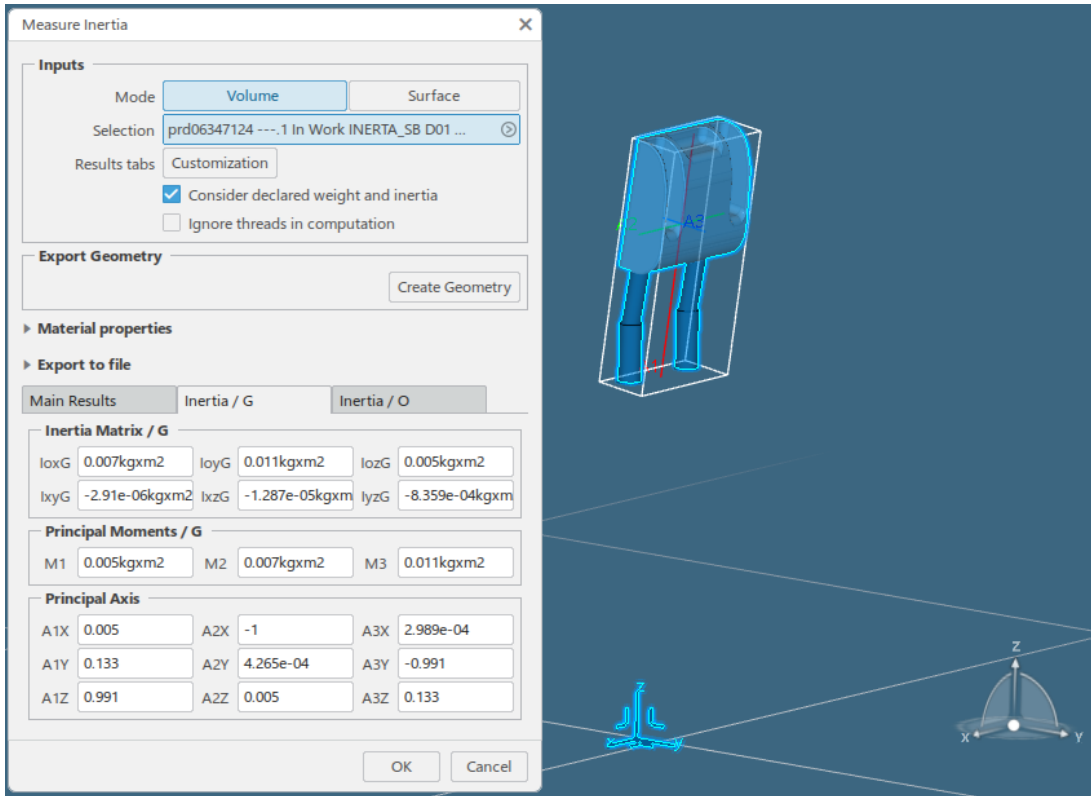 Measure Inertia
Inputs
Mode Volume Surface
Selection prd06347124 ---.1 In Work INERTA_SB D01 ...
Results tabs Customization
Consider declared weight and inertia
Ignore threads in computation
Export Geometry
Create Geometry
Material properties
Export to file
Main Results Inertia / G Inertia / O
Inertia Matrix / G
IoxG 0.007kgxm2 IoyG 0.011kgxm2 IozG 0.005kgxm2
IxyG -2.91e-06kgxm2 IxzG -1.287e-05kgxm IyzG -8.359e-04kgxm
Principal Moments / G
M1 0.005kgxm2 M2 0.007kgxm2 M3 0.011kgxm2
Principal Axis
A1X 0.005 A2X -1 A3X 2.989e-04
A1Y 0.133 A2Y 4.265e-04 A3Y -0.991
A1Z 0.991 A2Z 0.005 A3Z 0.133
OK Cancel
A3
z
y
z
x
Y